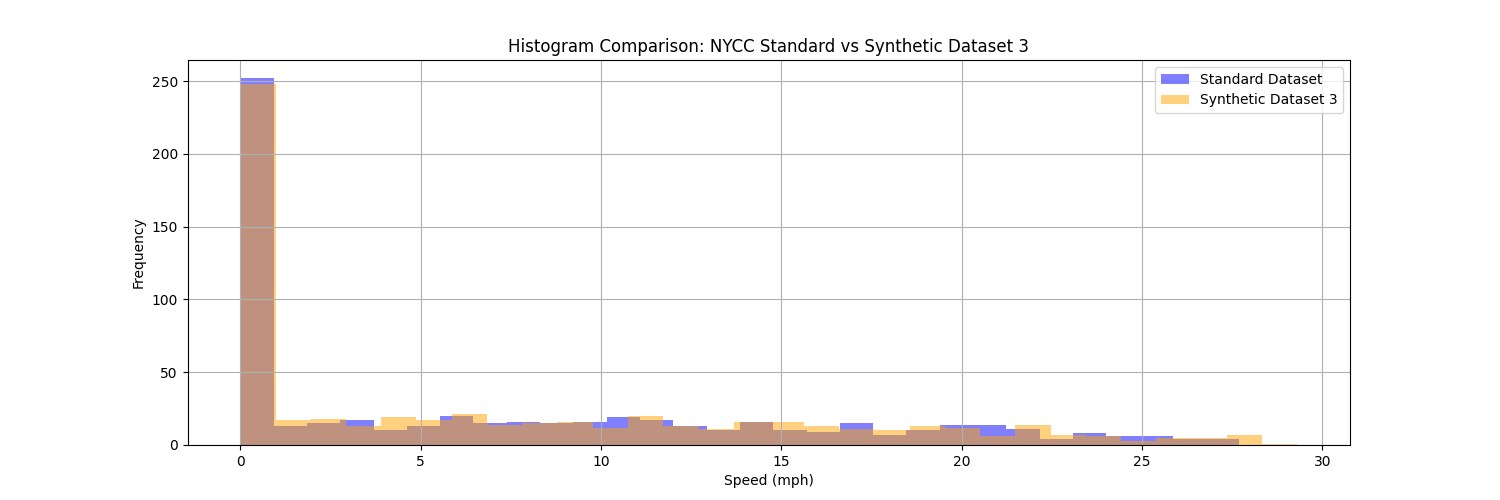 Histogram Comparison: NYCC Standard vs Synthetic Dataset 3
Standard Dataset
Synthetic Dataset 3
Frequency
250
200
150
100
50
0
0 5 10 15 20 25 30
Speed (mph)